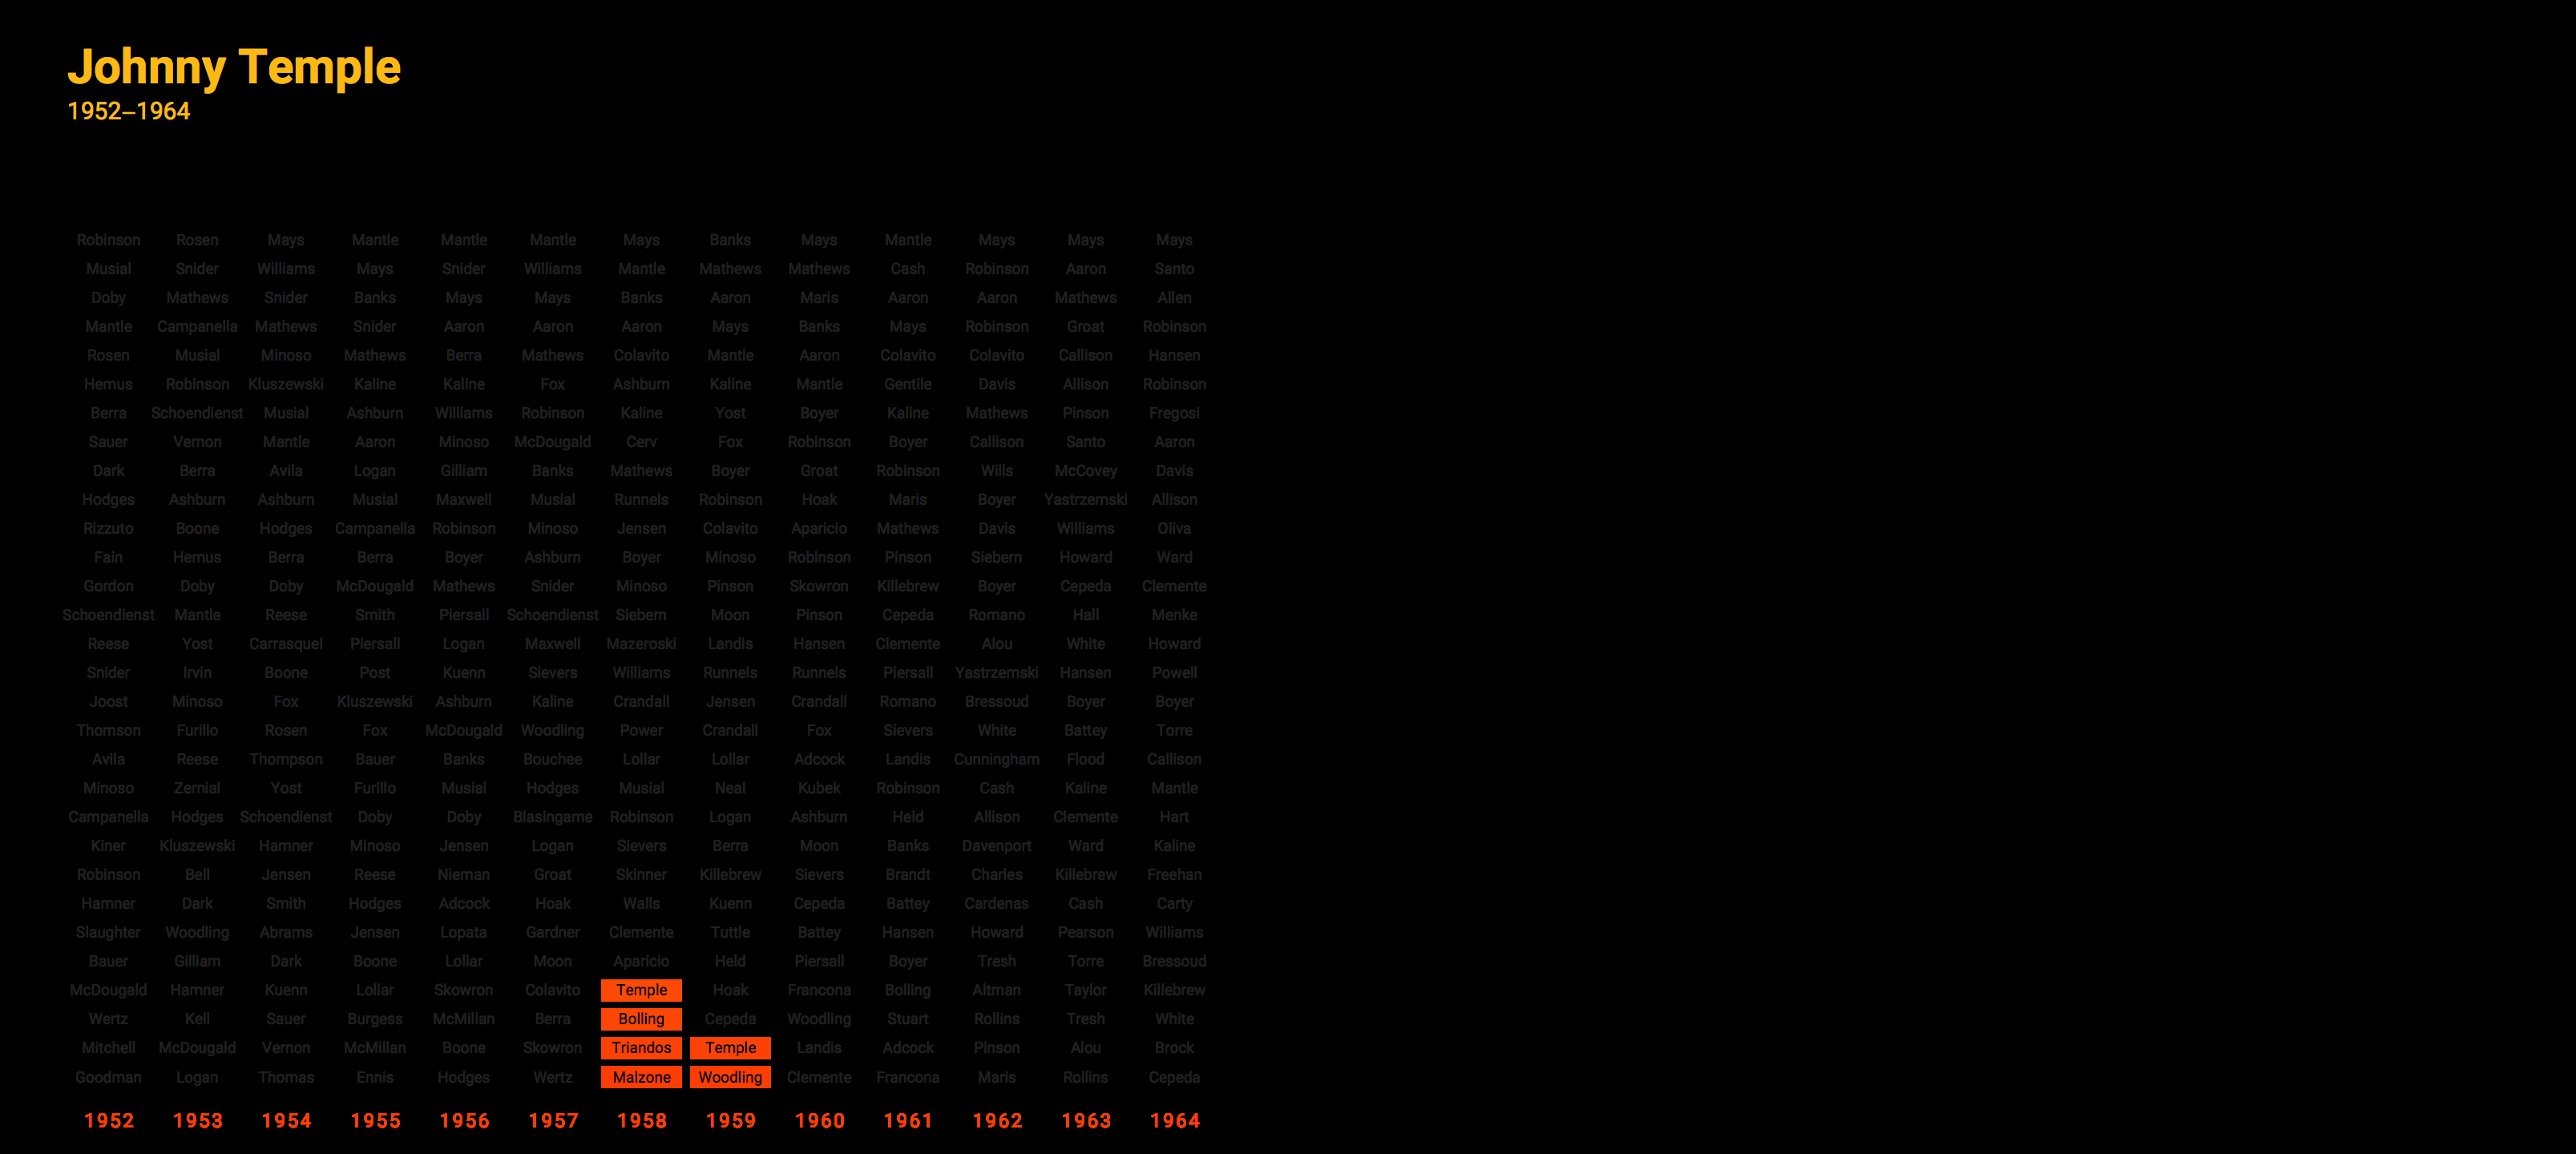 Johnny Temple
1952–1964
Robinson Rosen Mays Mantle Mantle Mantle Mays Banks Mays Mantle Mays Mays Mays
Musial Snider Williams Mays Snider Williams Mantle Mathews Mathews Cash Robinson Aaron Santo
Doby Mathews Snider Banks Mays Mays Banks Aaron Maris Aaron Aaron Mathews Allen
Mantle Campanella Mathews Snider Aaron Aaron Aaron Mays Banks Mays Robinson Groat Robinson
Rosen Musial Minoso Mathews Berra Mathews Colavito Mantle Aaron Colavito Colavito Callison Hansen
Hemus Robinson Kluszewski Kaline Kaline Fox Ashburn Kaline Mantle Gentile Davis Allison Robinson
Berra Schoendienst Musial Ashburn Williams Robinson Kaline Yost Boyer Kaline Mathews Pinson Fregosi
Sauer Vernon Mantle Aaron Minoso McDougald Cerv Fox Robinson Boyer Callison Santo Aaron
Dark Berra Avila Logan Gilliam Banks Mathews Boyer Groat Robinson Wills McCovey Davis
Hodges Ashburn Ashburn Musial Maxwell Musial Runnels Robinson Hoak Maris Boyer Yastrzemski Allison
Rizzuto Boone Hodges Campanella Robinson Minoso Jensen Colavito Aparicio Mathews Davis Williams Oliva
Fain Hemus Berra Berra Boyer Ashburn Boyer Minoso Robinson Pinson Siebern Howard Ward
Gordon Doby Doby McDougald Mathews Snider Minoso Pinson Skowron Killebrew Boyer Cepeda Clemente
Schoendienst Mantle Reese Smith Piersall Schoendienst Siebern Moon Pinson Cepeda Romano Hall Menke
Reese Yost Carrasquel Piersall Logan Maxwell Mazeroski Landis Hansen Clemente Alou White Howard
Snider Irvin Boone Post Kuenn Sievers Williams Runnels Runnels Piersall Yastrzemski Hansen Powell
Joost Minoso Fox Kluszewski Ashburn Kaline Crandall Jensen Crandall Romano Bressoud Boyer Boyer
Thomson Furillo Rosen Fox McDougald Woodling Power Crandall Fox Sievers White Battey Torre
Avila Reese Thompson Bauer Banks Bouchee Lollar Lollar Adcock Landis Cunningham Flood Callison
Minoso Zernial Yost Furillo Musial Hodges Musial Neal Kubek Robinson Cash Kaline Mantle
Campanella Hodges Schoendienst Doby Doby Blasingame Robinson Logan Ashburn Held Allison Clemente Hart
Kiner Kluszewski Hamner Minoso Jensen Logan Sievers Berra Moon Banks Davenport Ward Kaline
Robinson Bell Jensen Reese Nieman Groat Skinner Killebrew Sievers Brandt Charles Killebrew Freehan
Hamner Dark Smith Hodges Adcock Hoak Walls Kuenn Cepeda Battey Cardenas Cash Carty
Slaughter Woodling Abrams Jensen Lopata Gardner Clemente Tuttle Battey Hansen Howard Pearson Williams
Bauer Gilliam Dark Boone Lollar Moon Aparicio Held Piersall Boyer Tresh Torre Bressoud
McDougald Hamner Kuenn Lollar Skowron Colavito Temple Hoak Francona Bolling Altman Taylor Killebrew
Wertz Kell Sauer Burgess McMillan Berra Bolling Cepeda Woodling Stuart Rollins Tresh White
Mitchell McDougald Vernon McMillan Boone Skowron Triandos Temple Landis Adcock Pinson Alou Brock
Goodman Logan Thomas Ennis Hodges Wertz Malzone Woodling Clemente Francona Maris Rollins Cepeda
1952 1953 1954 1955 1956 1957 1958 1959 1960 1961 1962 1963 1964